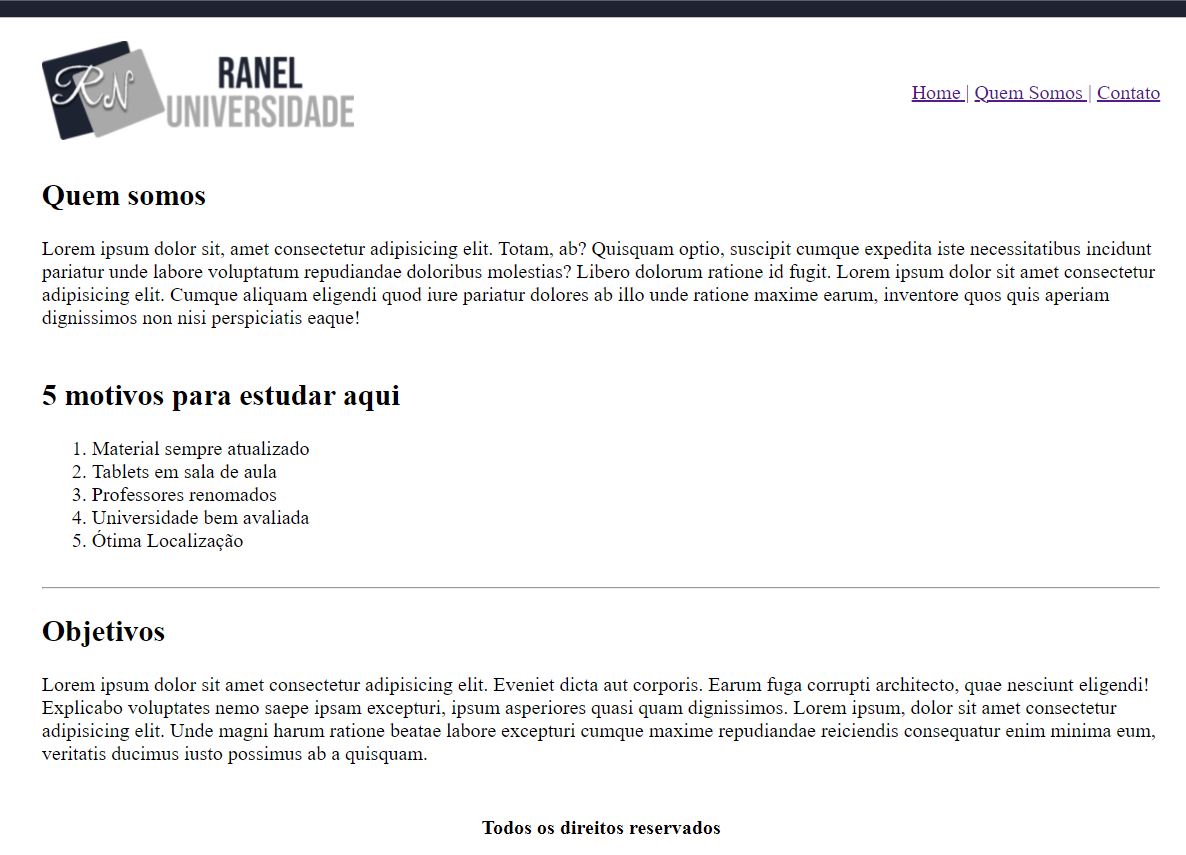 RN
RANEL
UNIVERSIDADE
Home | Quem Somos | Contato
Quem somos
Lorem ipsum dolor sit, amet consectetur adipisicing elit. Totam, ab? Quisquam optio, suscipit cumque expedita iste necessitatibus incidunt
pariatur unde labore voluptatum repudiandae doloribus molestias? Libero dolorum ratione id fugit. Lorem ipsum dolor sit amet consectetur
adipisicing elit. Cumque aliquam eligendi quod iure pariatur dolores ab illo unde ratione maxime earum, inventore quos quis aperiam
dignissimos non nisi perspiciatis eaque!
5 motivos para estudar aqui
1. Material sempre atualizado
2. Tablets em sala de aula
3. Professores renomados
4. Universidade bem avaliada
5. Ótima Localização
Objetivos
Lorem ipsum dolor sit amet consectetur adipisicing elit. Eveniet dicta aut corporis. Earum fuga corrupti architecto, quae nesciunt eligendi!
Explicabo voluptates nemo saepe ipsam excepturi, ipsum asperiores quasi quam dignissimos. Lorem ipsum, dolor sit amet consectetur
adipisicing elit. Unde magni harum ratione beatae labore excepturi cumque maxime repudiandae reiciendis consequatur enim minima eum,
veritatis ducimus iusto possimus ab a quisquam.
Todos os direitos reservados